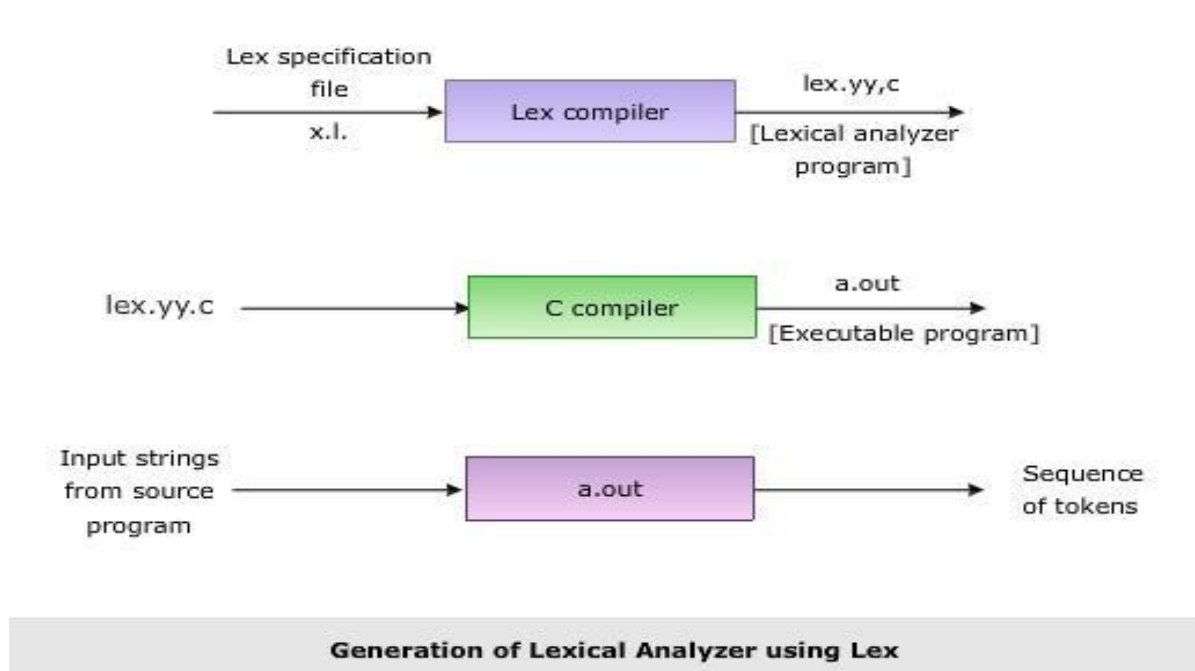 Lex specification
file
x.l.
Lex compiler
lex.yy,c
[Lexical analyzer
program]
lex.yy.c
C compiler
a.out
[Executable program]
Input strings
from source
program
a.out
Sequence
of tokens
Generation of Lexical Analyzer using Lex